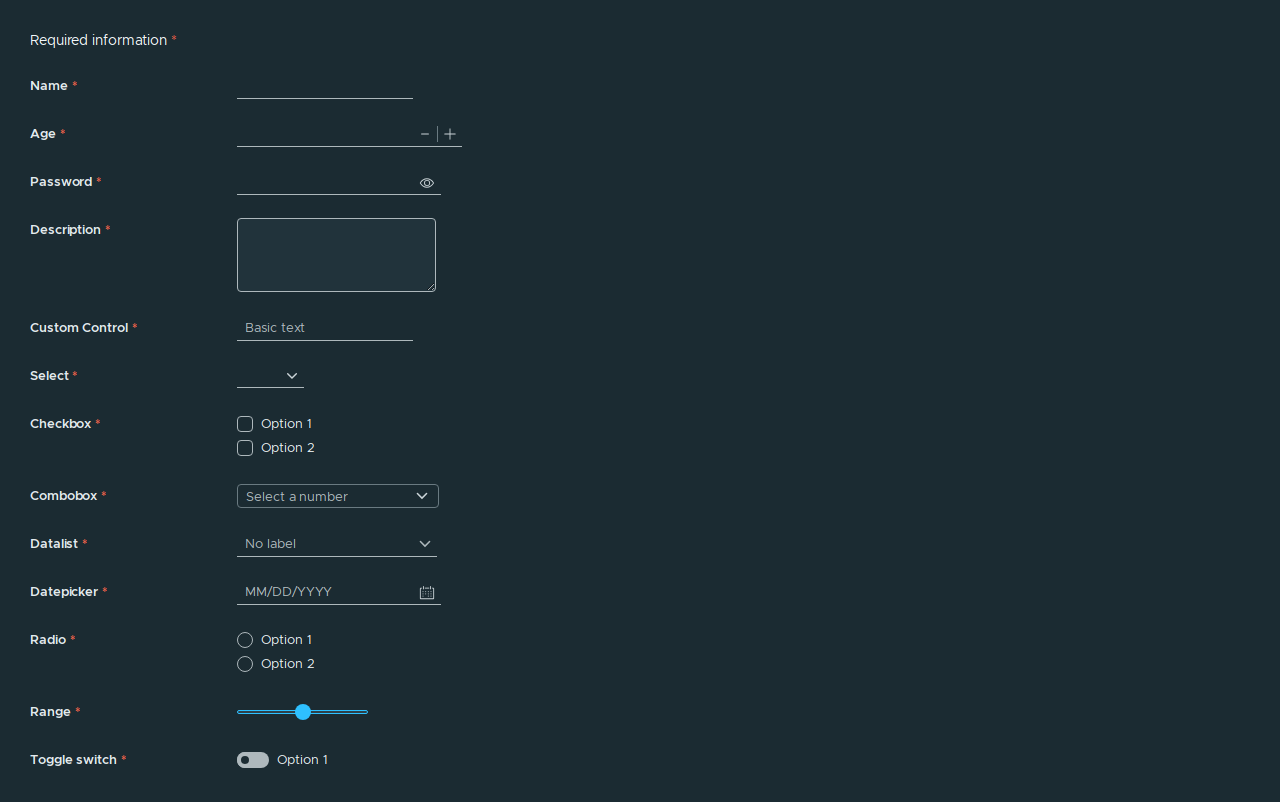 Required information *
Name *
Age *
Password *
Description *
Custom Control * Basic text
Select *
Checkbox * Option 1
Option 2
Combobox * Select a number
Datalist * No label
Datepicker * MM/DD/YYYY
Radio * Option 1
Option 2
Range *
Toggle switch * Option 1